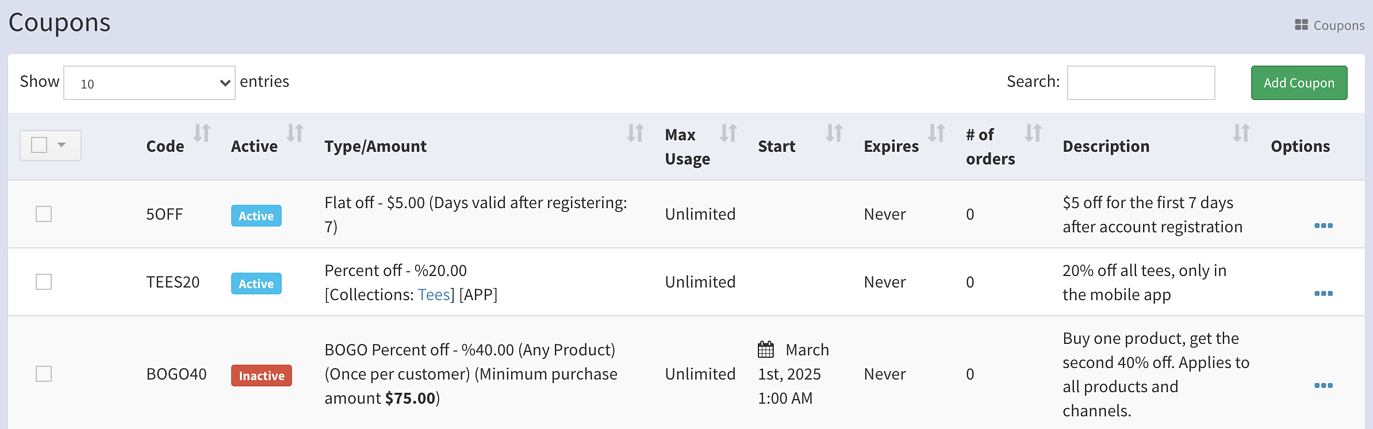 Coupons
Coupons
Show 10 entries
Search:
Add Coupon
Code
Active
Type/Amount
Max
Usage
Start
Expires
# of
orders
Description
Options
5OFF
Active
Flat off - $5.00 (Days valid after registering:
7)
Unlimited
Never
0
$5 off for the first 7 days
after account registration
TEES20
Active
Percent off - %20.00
[Collections: Tees] [APP]
Unlimited
Never
0
20% off all tees, only in
the mobile app
BOGO40
Inactive
BOGO Percent off - %40.00 (Any Product)
(Once per customer) (Minimum purchase
amount $75.00)
Unlimited
March
1st, 2025
1:00 AM
Never
0
Buy one product, get the
second 40% off. Applies to
all products and
channels.